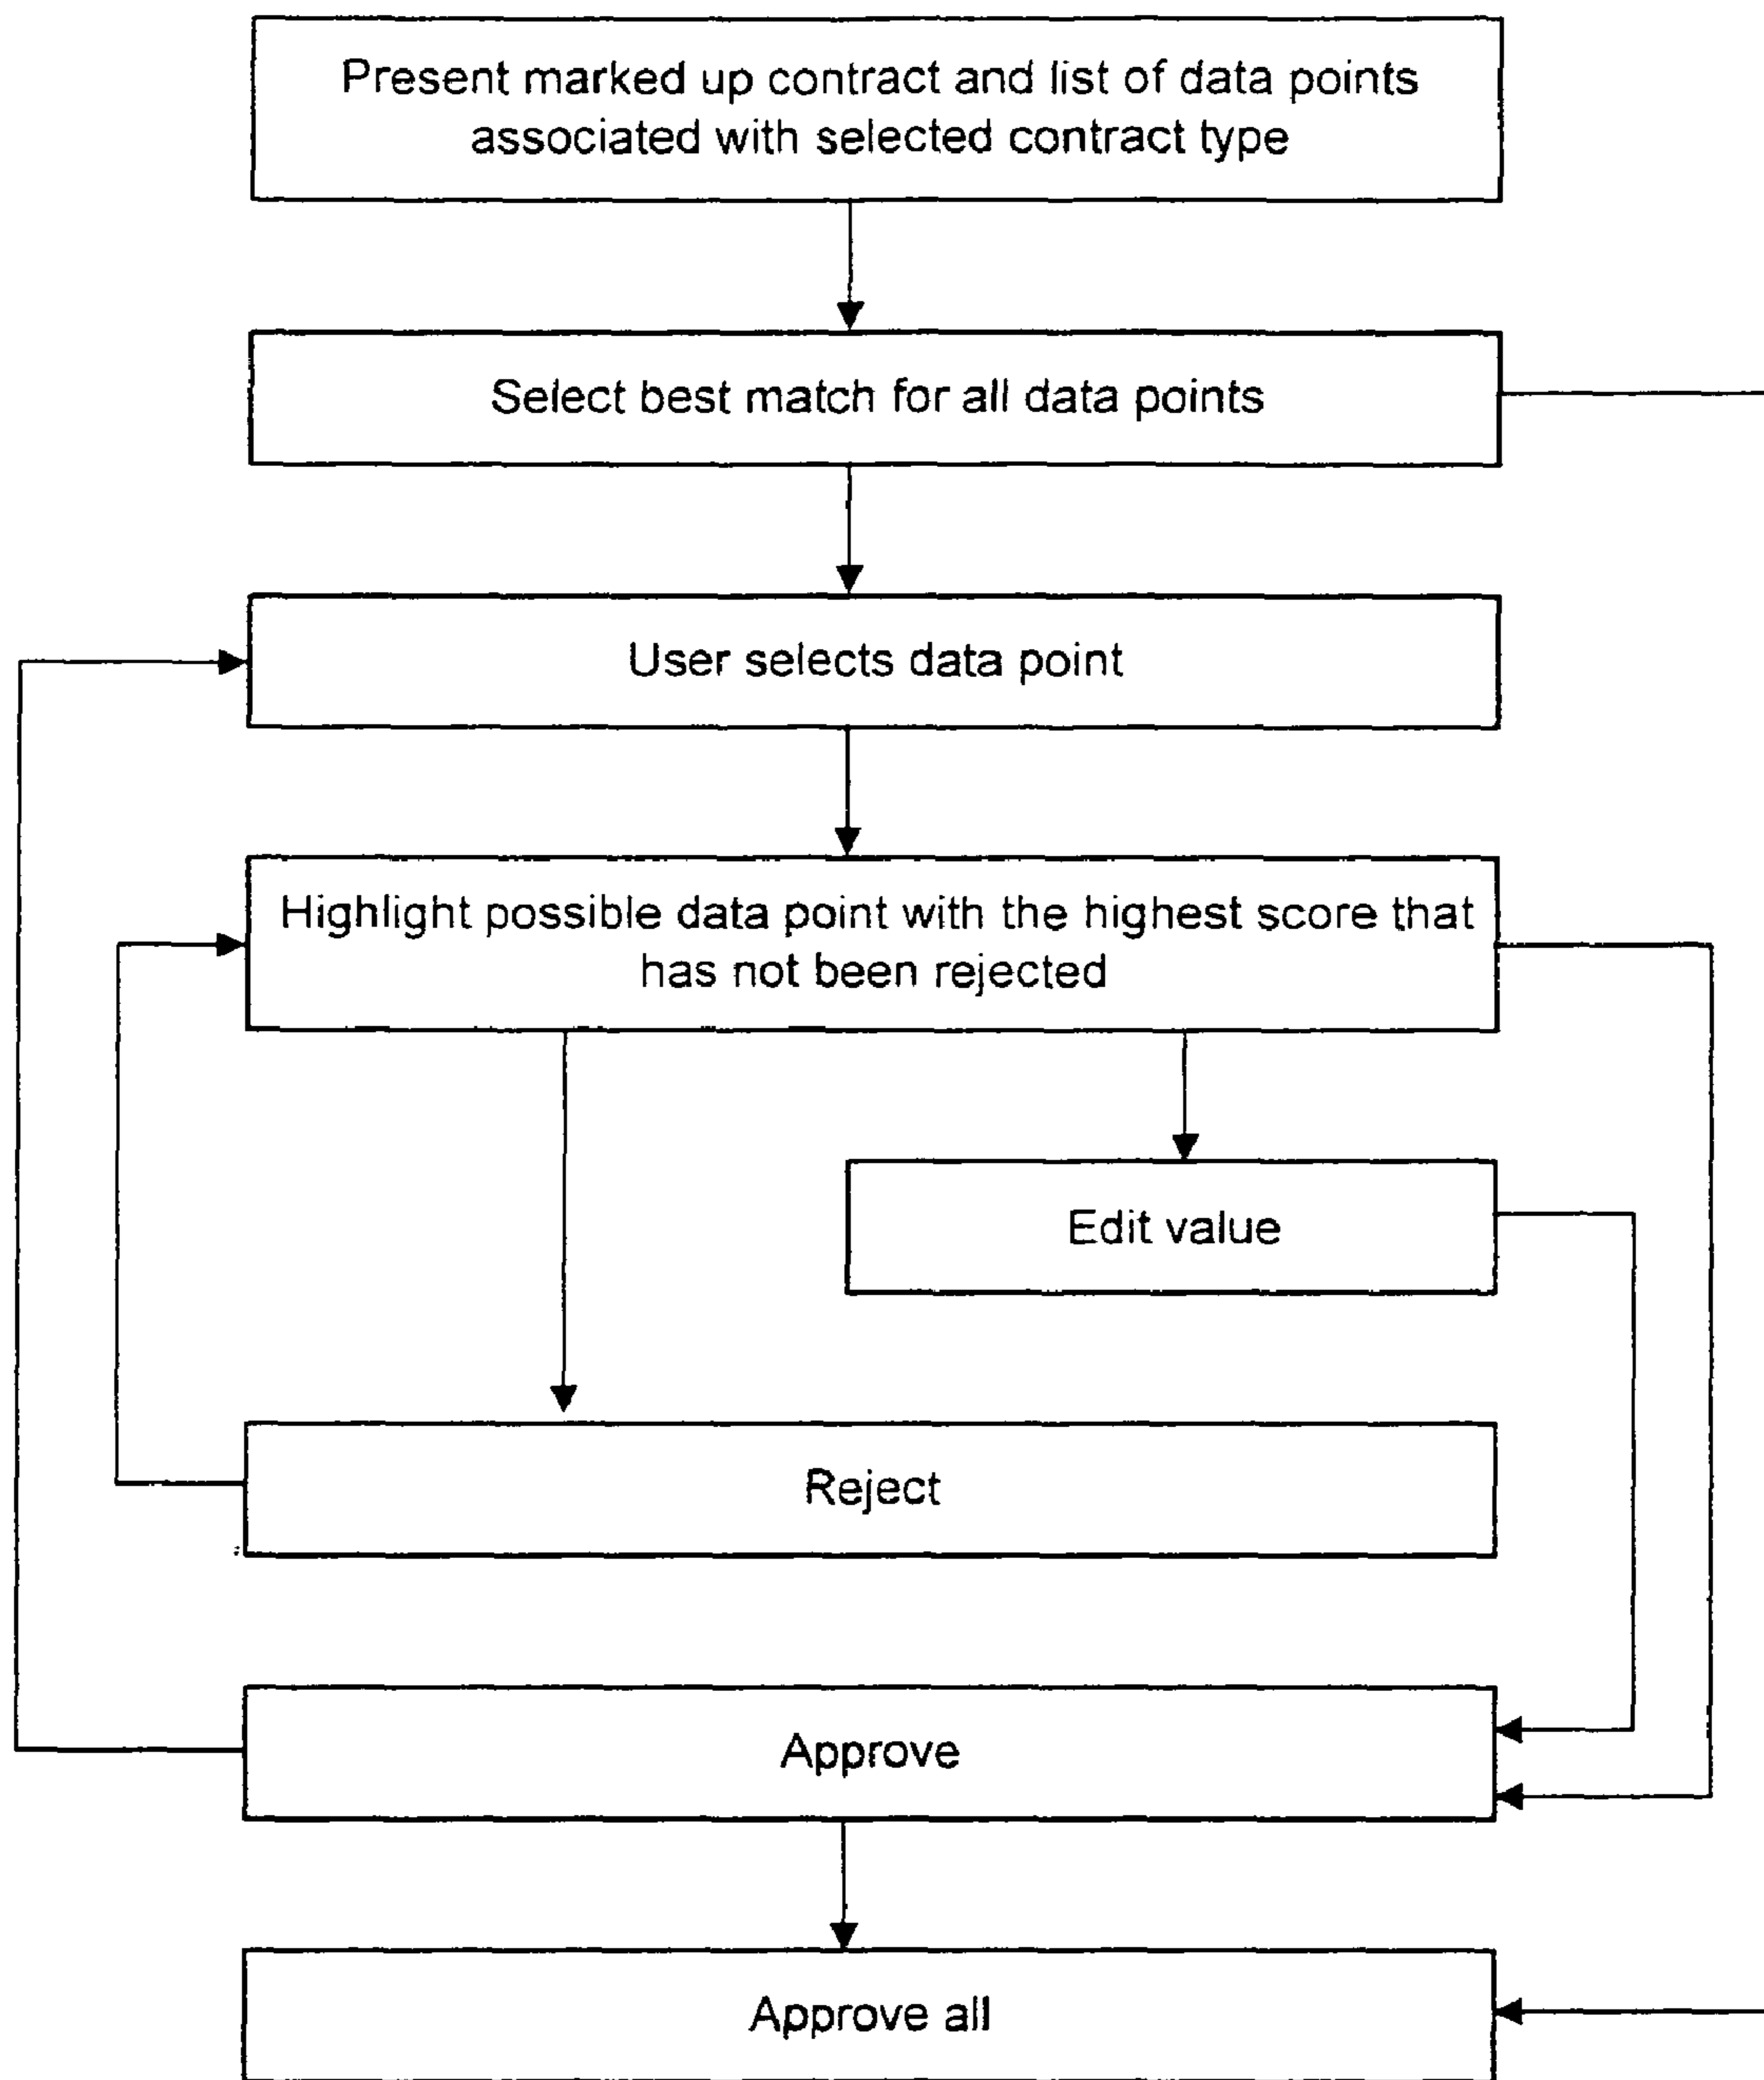 Present marked up contract and list of data points
associated with selected contract type
Select best match for all data points
User selects data point
Highlight possible data point with the highest score that
has not been rejected
Edit value
Reject
Approve
Approve all